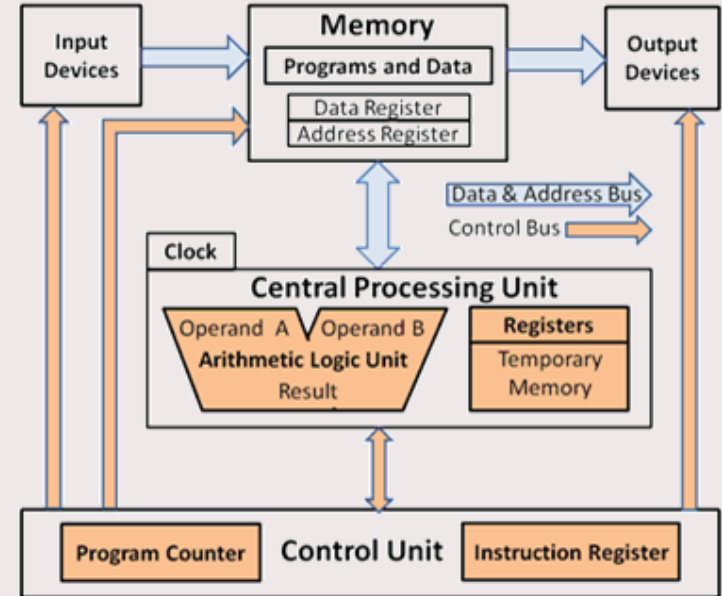 Input
Devices
Memory
Programs and Data
Data Register
Address Register
Output
Devices
Data & Address Bus
Control Bus
Clock
Central Processing Unit
Operand A
Operand B
Arithmetic Logic Unit
Result
Registers
Temporary
Memory
Program Counter
Control Unit
Instruction Register